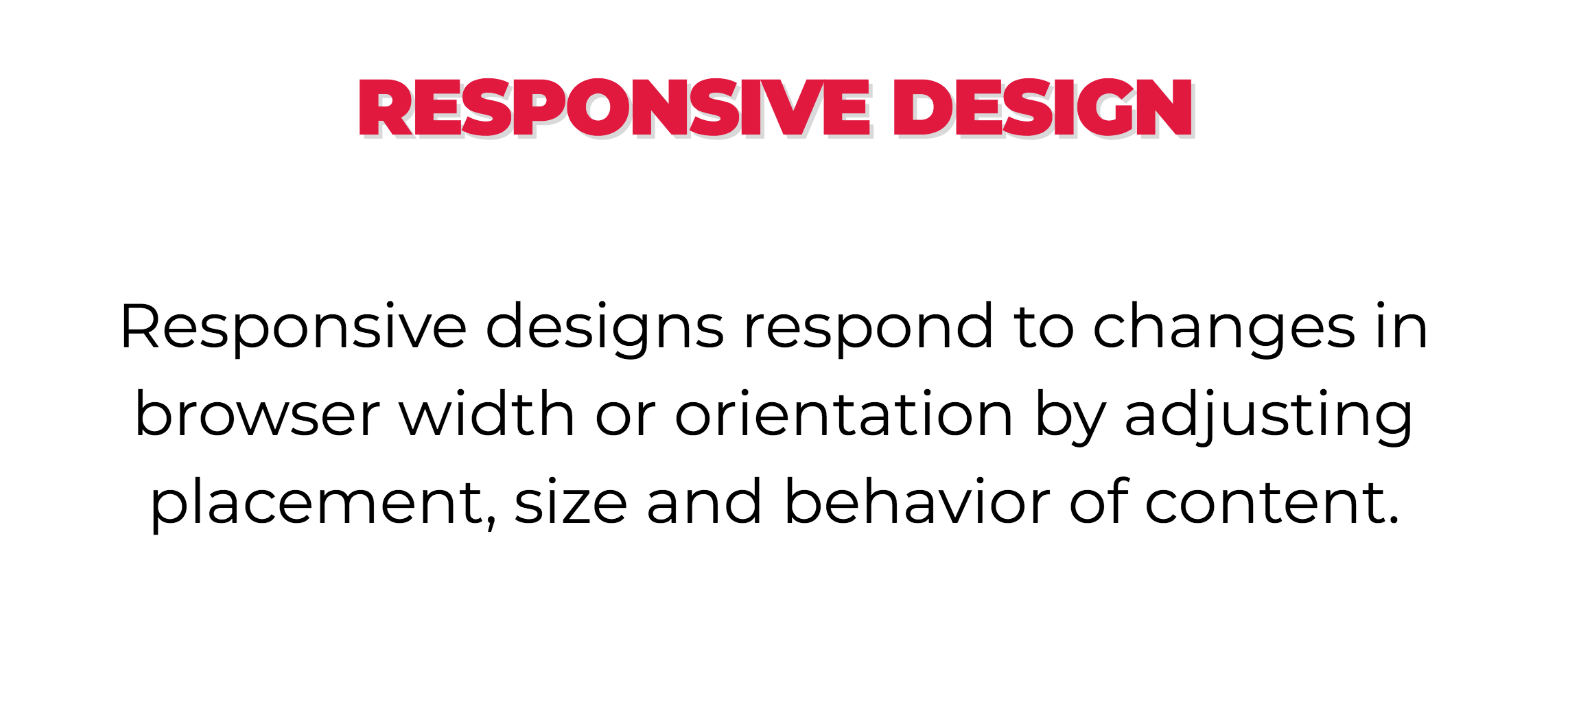 RESPONSIVE DESIGN
Responsive designs respond to changes in
browser width or orientation by adjusting
placement, size and behavior of content.